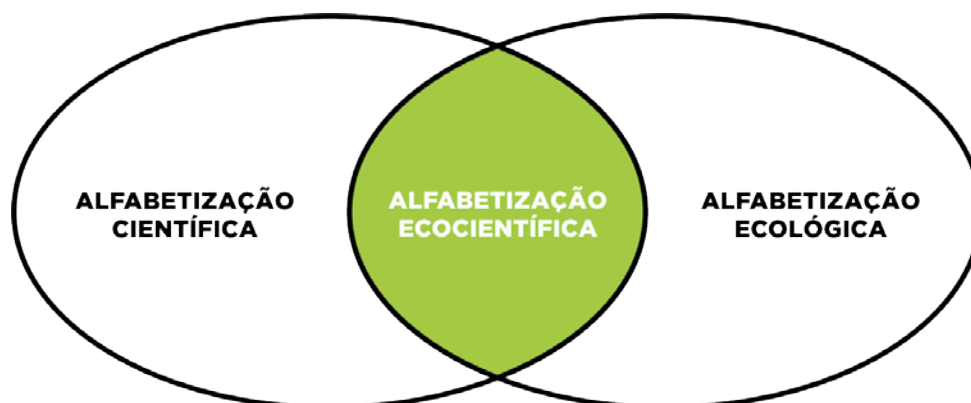 ALFABETIZAÇÃO
CIENTÍFICA
ALFABETIZAÇÃO
ECOCIENTÍFICA
ALFABETIZAÇÃO
ECOLÓGICA